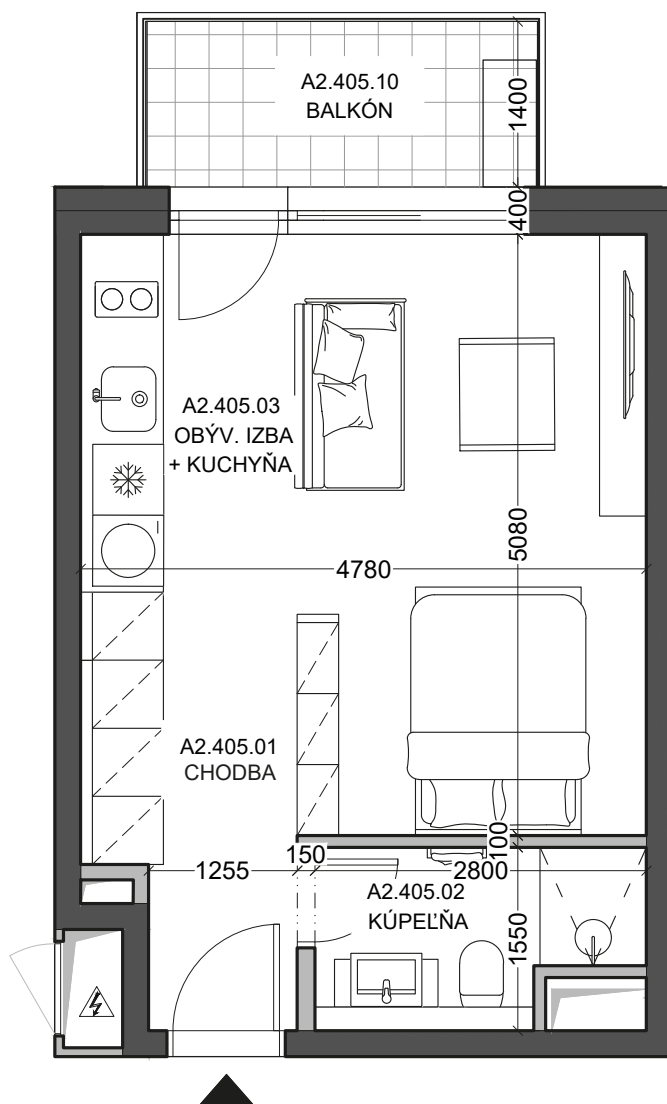 A2.405.10
BALKÓN
1400
400
A2.405.03
OBÝV. IZBA
+ KUCHYŇA
5080
4780
A2.405.01
CHODBA
100
150
1255
2800
A2.405.02
KÚPEĽŇA
1550